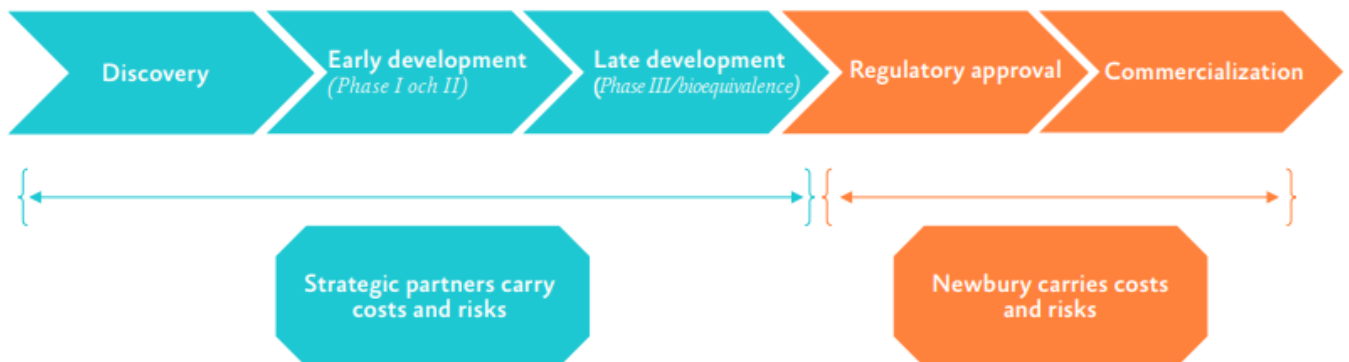 Discovery
Early development
(Phase I och II)
Late development
(Phase III/bioequivalence)
Regulatory approval
Commercialization
Strategic partners carry
costs and risks
Newbury carries costs
and risks